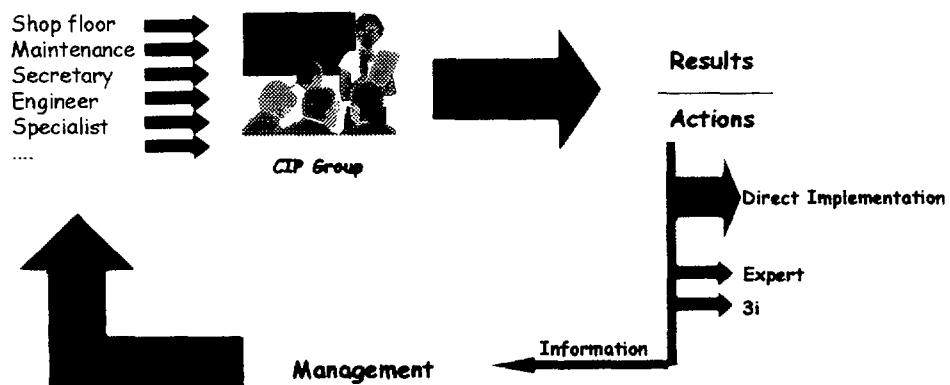 Shop floor
Maintenance
Secretary
Engineer
Specialist
....
CIP Group
Results
Actions
Direct Implementation
Expert
3i
Information
Management